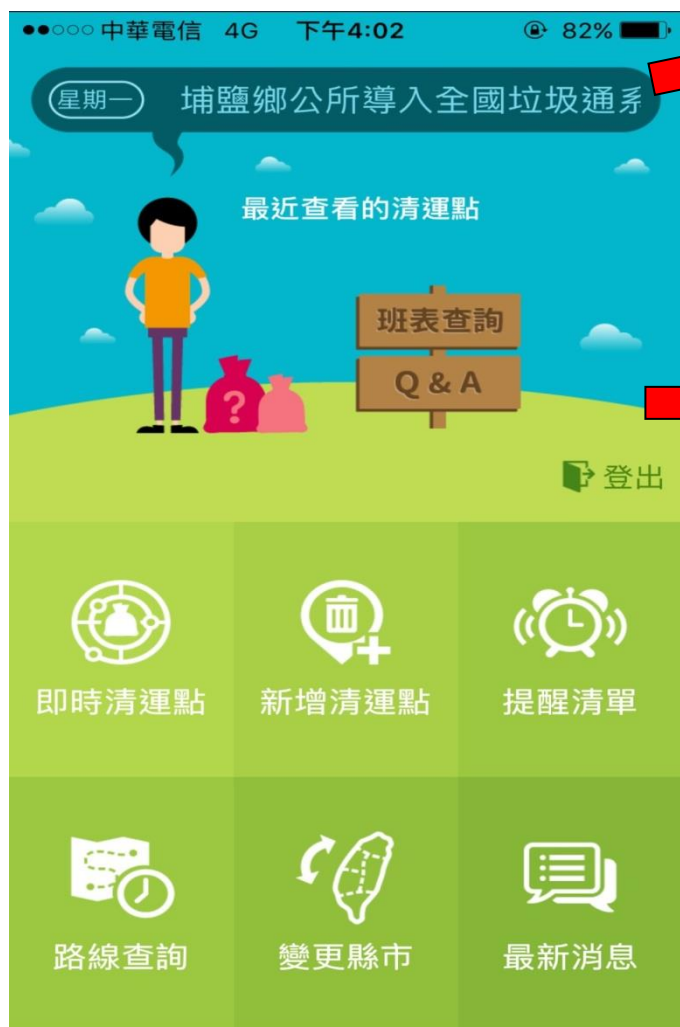 中華電信 4G 下午4:02 82%
星期一 埔鹽鄉公所導入全國垃圾通系
最近查看的清運點
班表查詢
Q & A
?
登出
即時清運點 新增清運點 提醒清單
路線查詢 變更縣市 最新消息